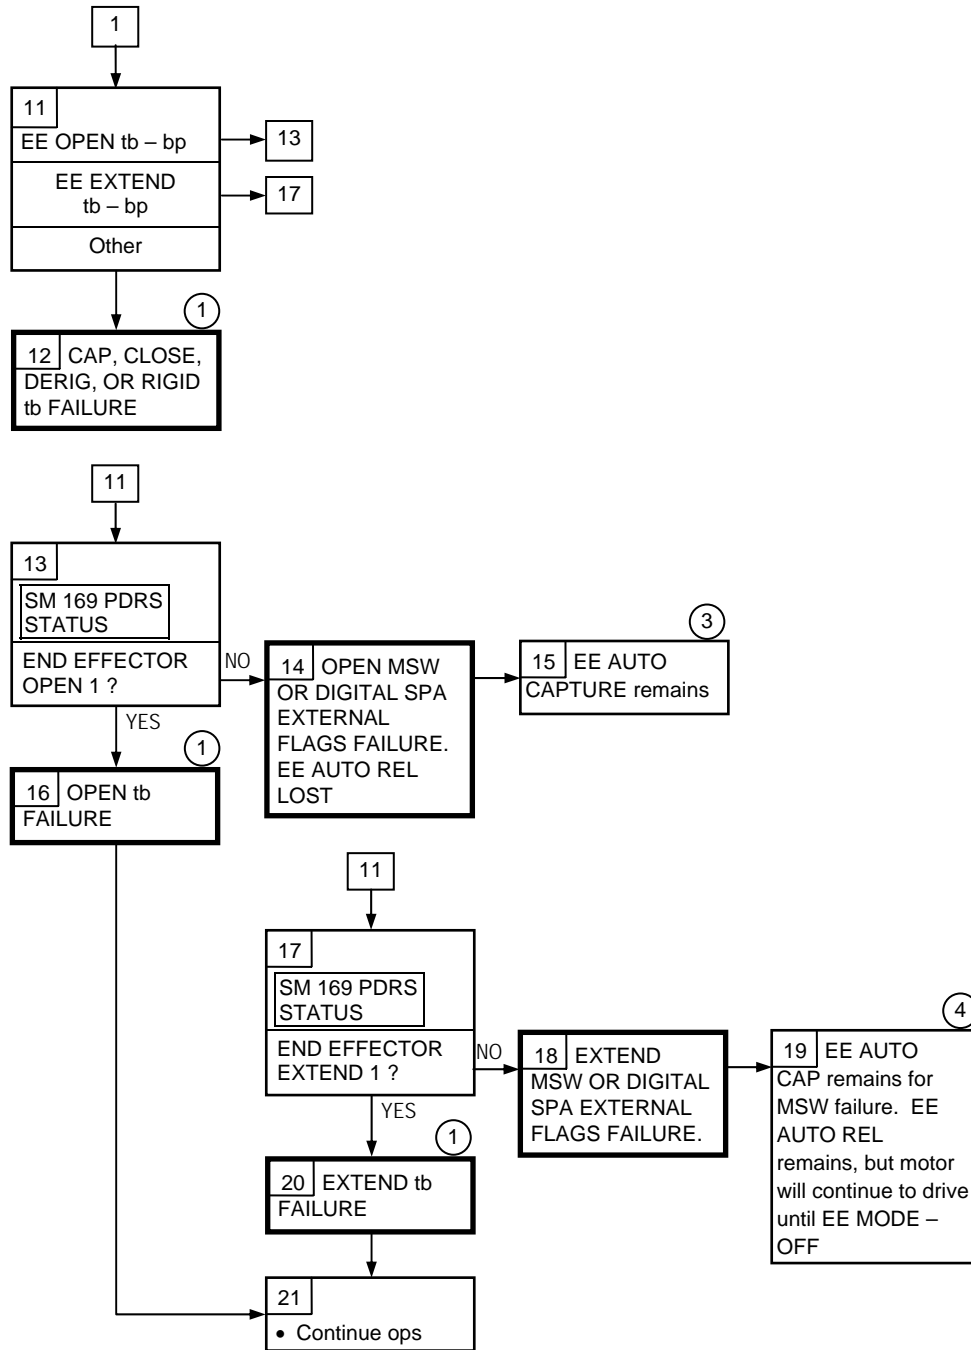 1
11
EE OPEN tb – bp
13
EE EXTEND
tb – bp
17
Other
1
12 CAP, CLOSE,
DERIG, OR RIGID
tb FAILURE
11
13
SM 169 PDRS
STATUS
END EFFECTOR
OPEN 1 ?
NO
14 OPEN MSW
OR DIGITAL SPA
EXTERNAL
FLAGS FAILURE.
EE AUTO REL
LOST
3
15 EE AUTO
CAPTURE remains
YES
1
16 OPEN tb
FAILURE
11
17
SM 169 PDRS
STATUS
END EFFECTOR
EXTEND 1 ?
NO
18 EXTEND
MSW OR DIGITAL
SPA EXTERNAL
FLAGS FAILURE.
4
19 EE AUTO
CAP remains for
MSW failure. EE
AUTO REL
remains, but motor
will continue to drive
until EE MODE –
OFF
YES
1
20 EXTEND tb
FAILURE
21
• Continue ops